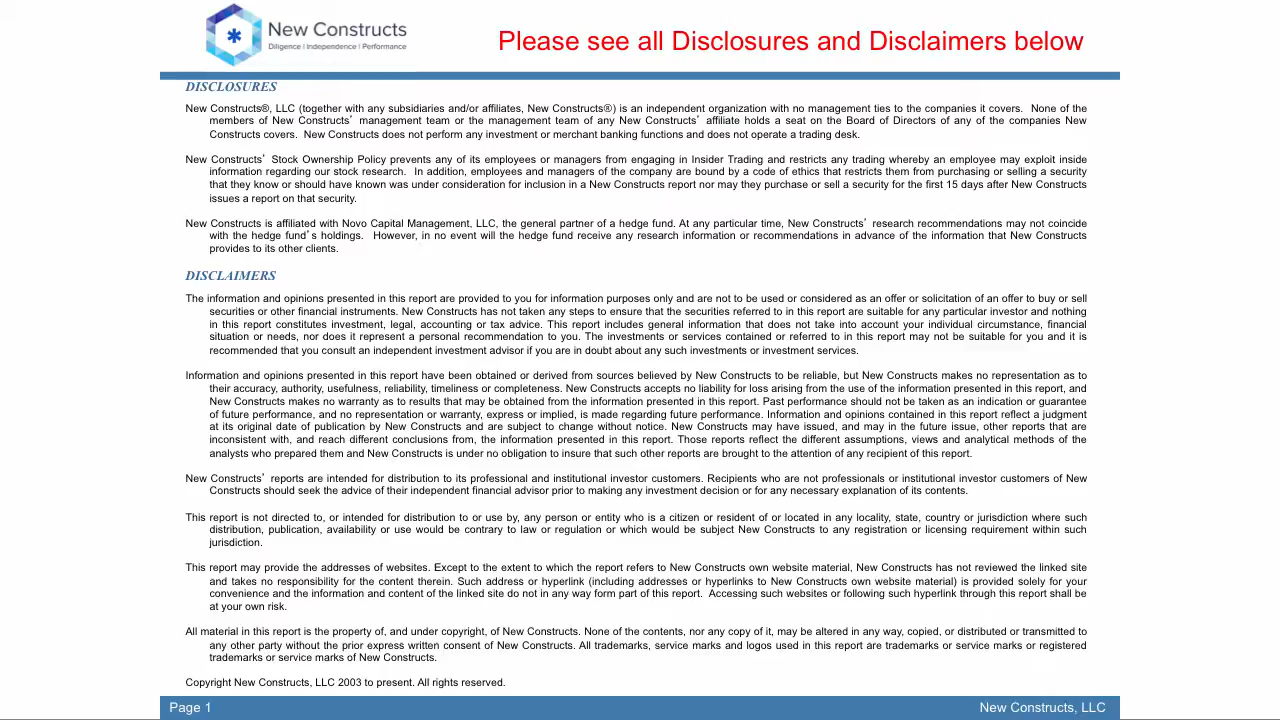 New Constructs
Diligence | Independence | Performance
Please see all Disclosures and Disclaimers below
DISCLOSURES
New Constructs®, LLC (together with any subsidiaries and/or affiliates, New Constructs®) is an independent organization with no management ties to the companies it covers. None of the
members of New Constructs' management team or the management team of any New Constructs' affiliate holds a seat on the Board of Directors of any of the companies New
Constructs covers. New Constructs does not perform any investment or merchant banking functions and does not operate a trading desk.
New Constructs' Stock Ownership Policy prevents any of its employees or managers from engaging in Insider Trading and restricts any trading whereby an employee may exploit inside
information regarding our stock research. In addition, employees and managers of the company are bound by a code of ethics that restricts them from purchasing or selling a security
that they know or should have known was under consideration for inclusion in a New Constructs report nor may they purchase or sell a security for the first 15 days after New Constructs
issues a report on that security.
New Constructs is affiliated with Novo Capital Management, LLC, the general partner of a hedge fund. At any particular time, New Constructs' research recommendations may not coincide
with the hedge fund's holdings. However, in no event will the hedge fund receive any research information or recommendations in advance of the information that New Constructs
provides to its other clients.
DISCLAIMERS
The information and opinions presented in this report are provided to you for information purposes only and are not to be used or considered as an offer or solicitation of an offer to buy or sell
securities or other financial instruments. New Constructs has not taken any steps to ensure that the securities referred to in this report are suitable for any particular investor and nothing
in this report constitutes investment, legal, accounting or tax advice. This report includes general information that does not take into account your individual circumstance, financial
situation or needs, nor does it represent a personal recommendation to you. The investments or services contained or referred to in this report may not be suitable for you and it is
recommended that you consult an independent investment advisor if you are in doubt about any such investments or investment services.
Information and opinions presented in this report have been obtained or derived from sources believed by New Constructs to be reliable, but New Constructs makes no representation as to
their accuracy, authority, usefulness, reliability, timeliness or completeness. New Constructs accepts no liability for loss arising from the use of the information presented in this report, and
New Constructs makes no warranty as to results that may be obtained from the information presented in this report. Past performance should not be taken as an indication or guarantee
of future performance, and no representation or warranty, express or implied, is made regarding future performance. Information and opinions contained in this report reflect a judgment
at its original date of publication by New Constructs and are subject to change without notice. New Constructs may have issued, and may in the future issue, other reports that are
inconsistent with, and reach different conclusions from, the information presented in this report. Those reports reflect the different assumptions, views and analytical methods of the
analysts who prepared them and New Constructs is under no obligation to insure that such other reports are brought to the attention of any recipient of this report.
New Constructs' reports are intended for distribution to its professional and institutional investor customers. Recipients who are not professionals or institutional investor customers of New
Constructs should seek the advice of their independent financial advisor prior to making any investment decision or for any necessary explanation of its contents.
This report is not directed to, or intended for distribution to or use by, any person or entity who is a citizen or resident of or located in any locality, state, country or jurisdiction where such
distribution, publication, availability or use would be contrary to law or regulation or which would be subject New Constructs to any registration or licensing requirement within such
jurisdiction.
This report may provide the addresses of websites. Except to the extent to which the report refers to New Constructs own website material, New Constructs has not reviewed the linked site
and takes no responsibility for the content therein. Such address or hyperlink (including addresses or hyperlinks to New Constructs own website material) is provided solely for your
convenience and the information and content of the linked site do not in any way form part of this report. Accessing such websites or following such hyperlink through this report shall be
at your own risk.
All material in this report is the property of, and under copyright, of New Constructs. None of the contents, nor any copy of it, may be altered in any way, copied, or distributed or transmitted to
any other party without the prior express written consent of New Constructs. All trademarks, service marks and logos used in this report are trademarks or service marks or registered
trademarks or service marks of New Constructs.
Copyright New Constructs, LLC 2003 to present. All rights reserved.
Page 1
New Constructs, LLC